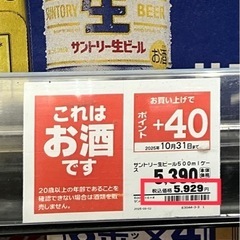 SUNTORY BEER
生
サントリー生ビール
これは
お酒
です
20歳以上の年齢であることを
確認できない場合は酒類を販
売しません。
お買い上げで
ポイント
+40
2025年10月31日まで
サントリー生ビール500mlケース
5,390円
税込価格 5,929円